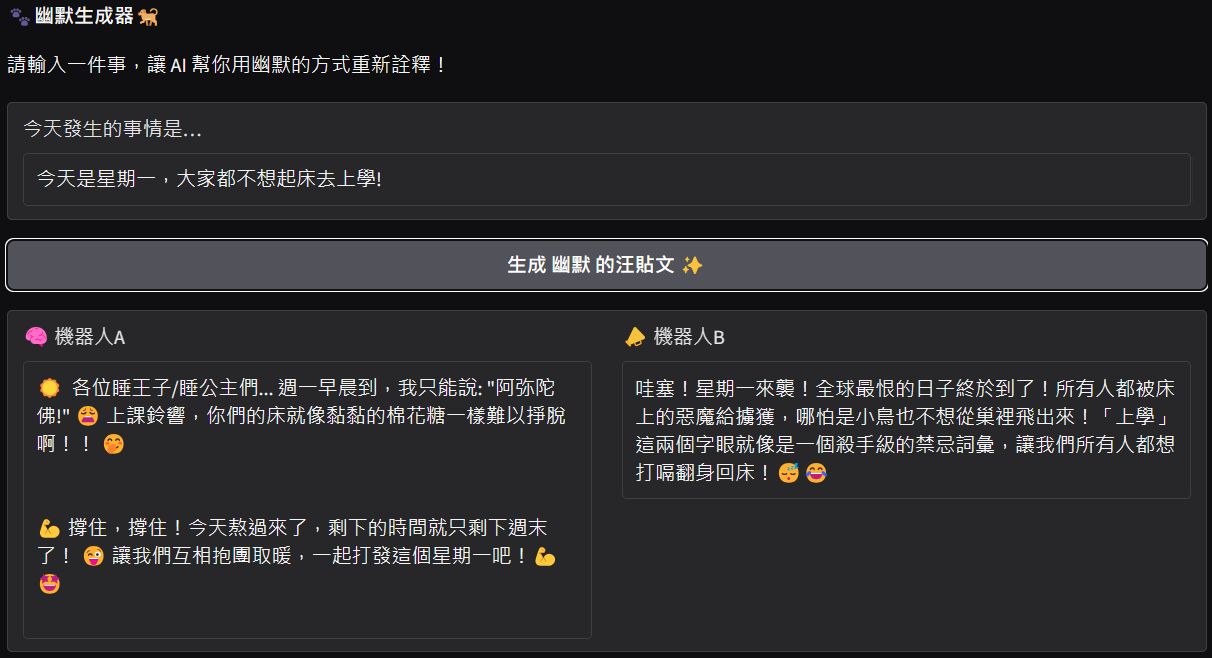 🐾 幽默生成器🐕
請輸入一件事，讓 AI 幫你用幽默的方式重新詮釋！
今天發生的事情是...
今天是星期一，大家都不想起床去上學!
生成 幽默 的汪貼文 ✨
🧠 機器人A
☀️ 各位睡王子/睡公主們... 週一早晨到，我只能說: "阿弥陀
佛!" 😩 上課鈴響，你們的床就像黏黏的棉花糖一樣難以掙脫
啊！！ 🤭
💪 撐住，撐住！今天熬過來了，剩下的時間就只剩下週末
了！ 😜 讓我們互相抱團取暖，一起打發這個星期一吧！💪
🤩
📣 機器人B
哇塞！星期一來襲！全球最恨的日子終於到了！所有人都被床
上的惡魔給擄獲，哪怕是小鳥也不想從巢裡飛出來！「上學」
這兩個字眼就像是一個殺手級的禁忌詞彙，讓我們所有人都想
打嗝翻身回床！😴😂